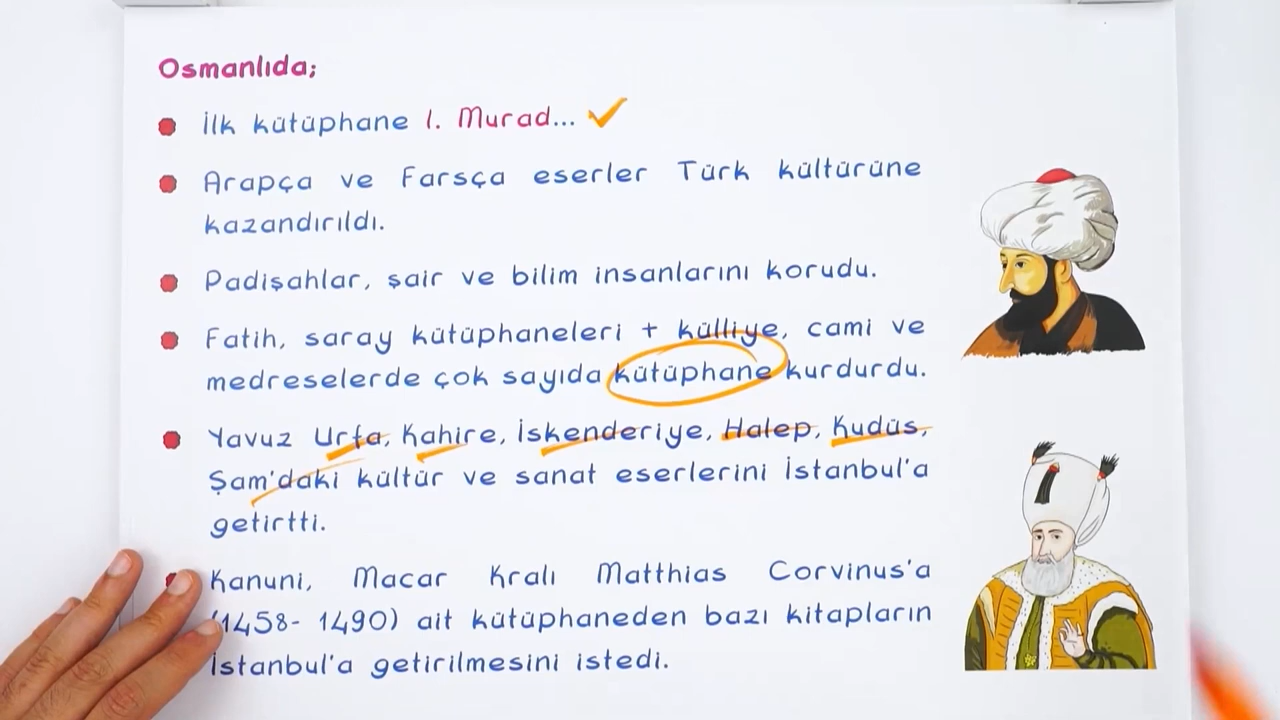 Osmanlıda;
İlk kütüphane I. Murad...
Arapça ve Farsça eserler Türk kültürüne
kazandırıldı.
Padişahlar, şair ve bilim insanlarını korudu.
Fatih, saray kütüphaneleri + külliye, cami ve
medreselerde çok sayıda kütüphane kurdurdu.
Yavuz Urfa, Kahire, İskenderiye, Halep, Kudüs,
Şam'daki kültür ve sanat eserlerini İstanbul'a
getirtti.
Kanuni, Macar Kralı Matthias Corvinus'a
(1458- 1490) ait kütüphaneden bazı kitapların
İstanbul'a getirilmesini istedi.